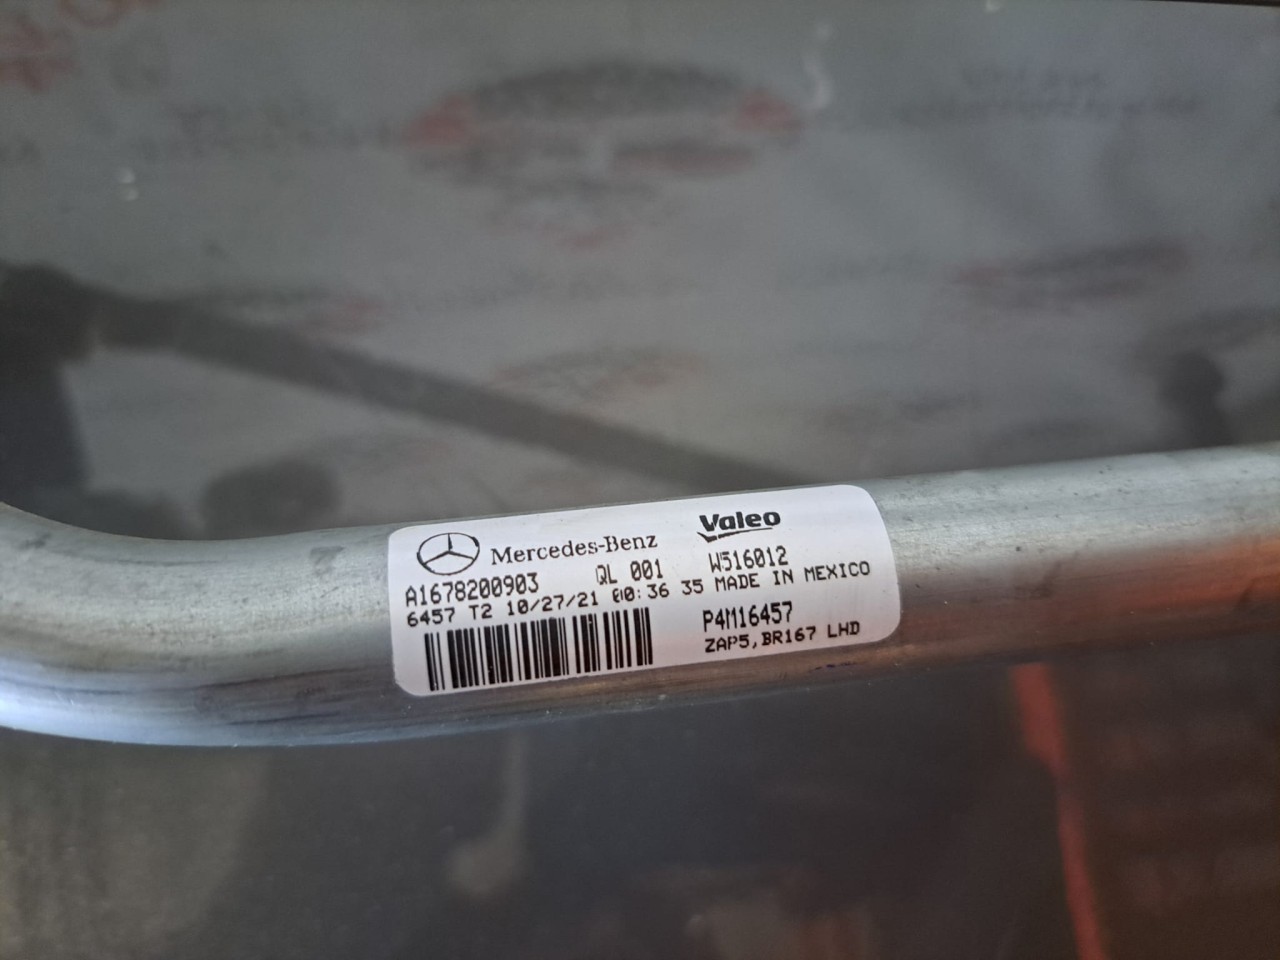 Mercedes-Benz
Valeo
A1678200903 QL 001 W516012
6457 T2 10/27/21 00:36 35 MADE IN MEXICO
P4M16457
ZAP5,BR167 LHD